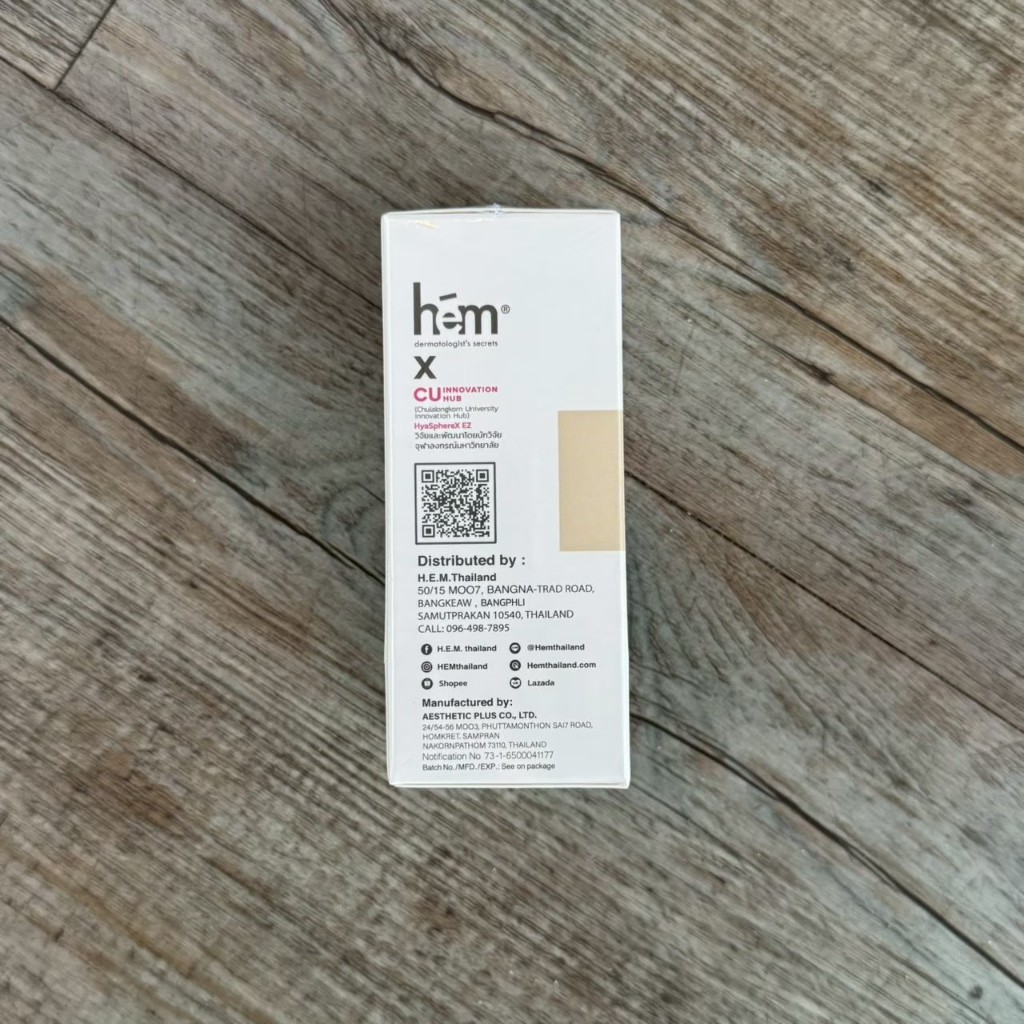 hēm®
dermatologist's secrets
X
CU INNOVATION HUB
(Chulalongkorn University
Innovation Hub)
HyaSphereX EZ
วิจัยและพัฒนาโดยนักวิจัย
จุฬาลงกรณ์มหาวิทยาลัย
Distributed by :
H.E.M.Thailand
50/15 MOO7, BANGNA-TRAD ROAD,
BANGKEAW , BANGPHLI
SAMUTPRAKAN 10540, THAILAND
CALL: 096-498-7895
H.E.M. thailand @Hemthailand
HEMthailand Hemthailand.com
Shopee Lazada
Manufactured by:
AESTHETIC PLUS CO., LTD.
24/54-56 MOO3, PHUTTAMONTHON SAI7 ROAD,
HOMKRET, SAMPRAN
NAKORNPATHOM 73110, THAILAND
Notification No 73-1-6500041177
Batch No./MFD./EXP.: See on package